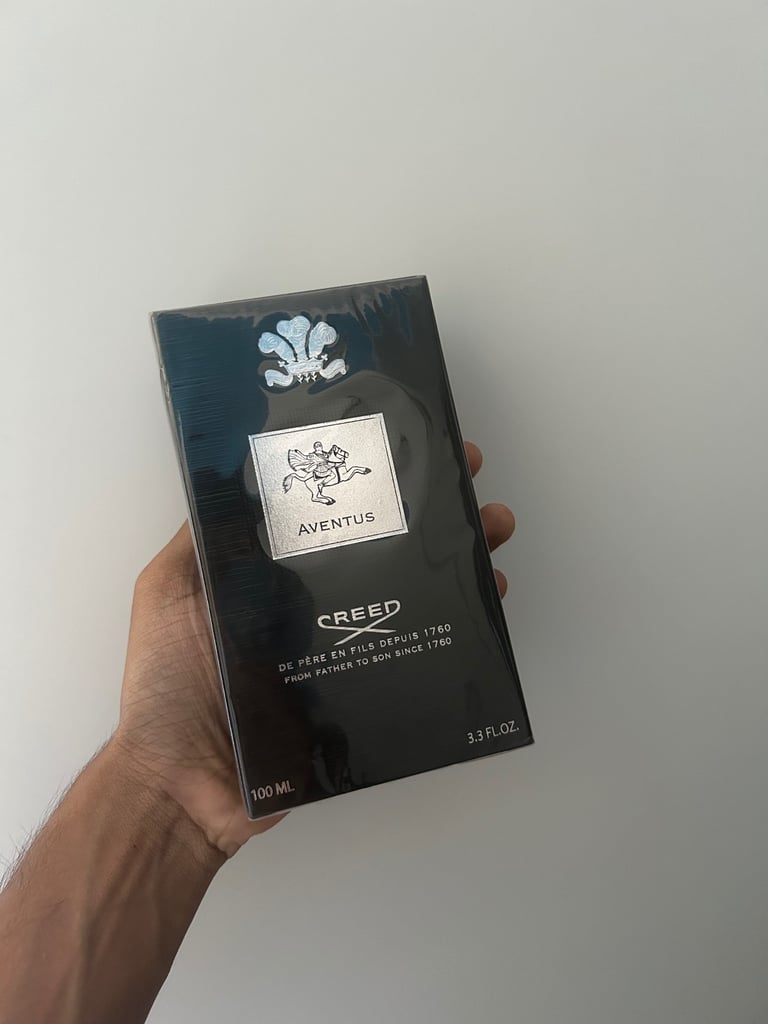 AVENTUS
CREED
DE PÈRE EN FILS DEPUIS 1760
FROM FATHER TO SON SINCE 1760
3.3 FL.OZ.
100 ML